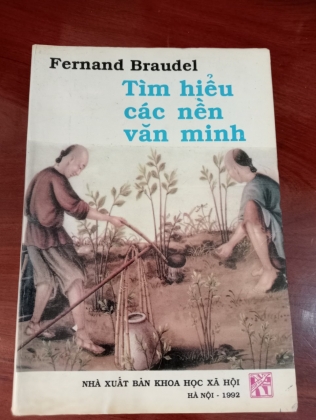 Fernand Braudel
Tìm hiểu
các nền
văn minh
NHÀ XUẤT BẢN KHOA HỌC XÃ HỘI
HÀ NỘI - 1992